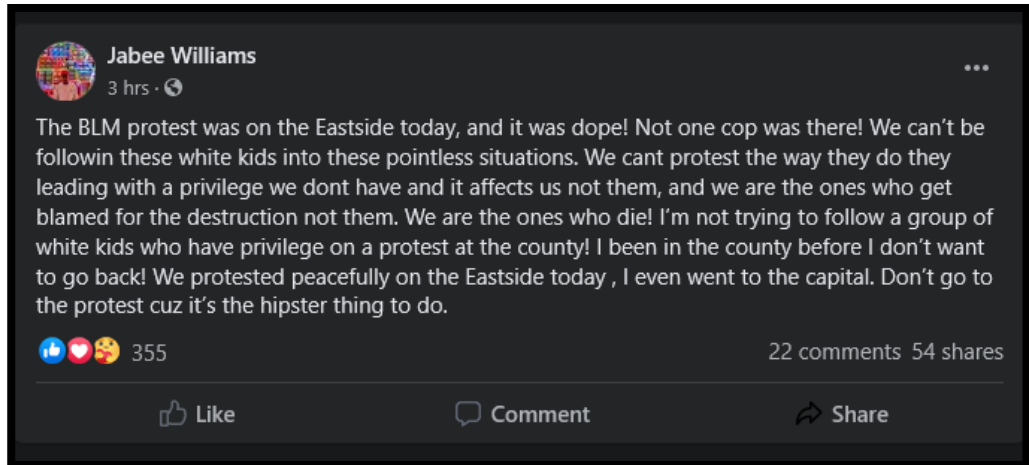 Jabee Williams
3 hrs ·
The BLM protest was on the Eastside today, and it was dope! Not one cop was there! We can't be
followin these white kids into these pointless situations. We cant protest the way they do they
leading with a privilege we dont have and it affects us not them, and we are the ones who get
blamed for the destruction not them. We are the ones who die! I'm not trying to follow a group of
white kids who have privilege on a protest at the county! I been in the county before I don't want
to go back! We protested peacefully on the Eastside today , I even went to the capital. Don't go to
the protest cuz it's the hipster thing to do.
355 22 comments 54 shares
Like Comment Share